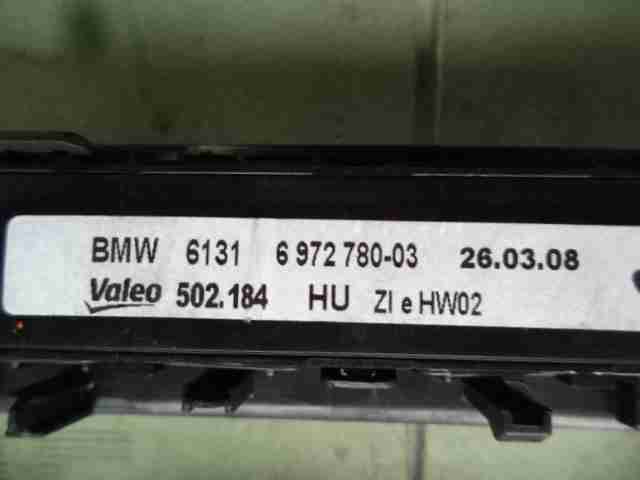 BMW 6131 6 972 780-03 26.03.08
Valeo 502.184 HU ZI e HW02